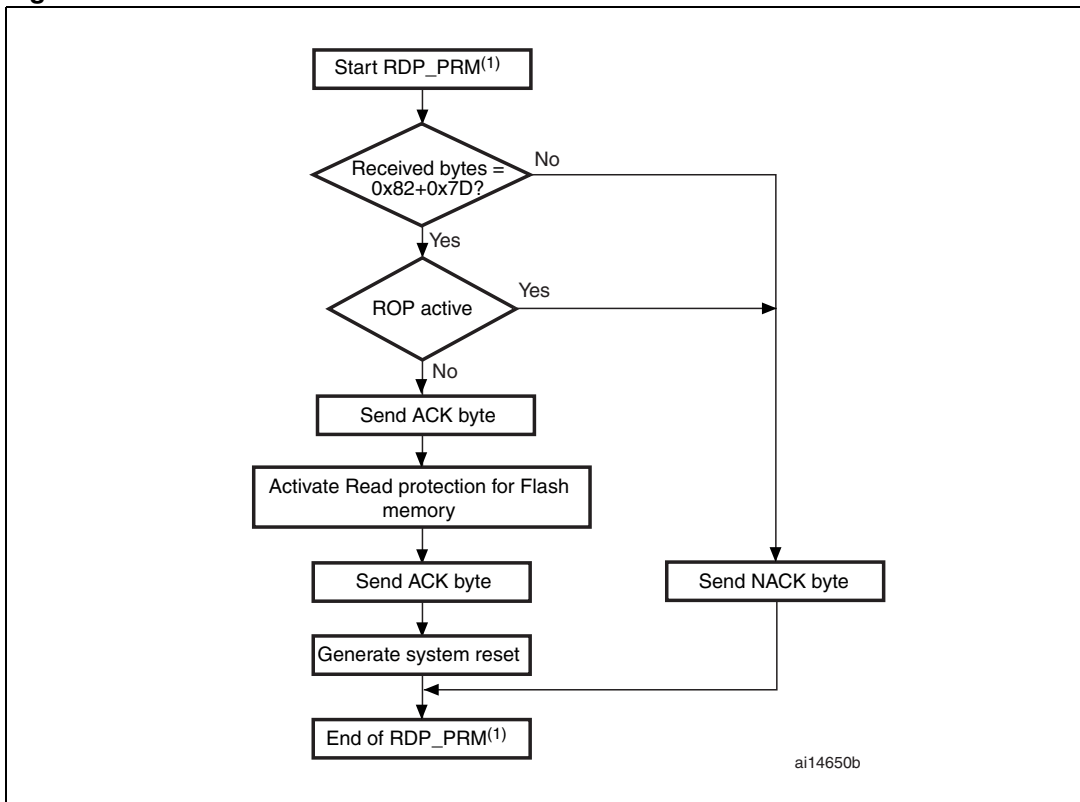 Start RDP_PRM(1)
Received bytes =
0x82+0x7D?
No
Yes
ROP active
Yes
No
Send ACK byte
Activate Read protection for Flash
memory
Send ACK byte
Send NACK byte
Generate system reset
End of RDP_PRM(1)
ai14650b